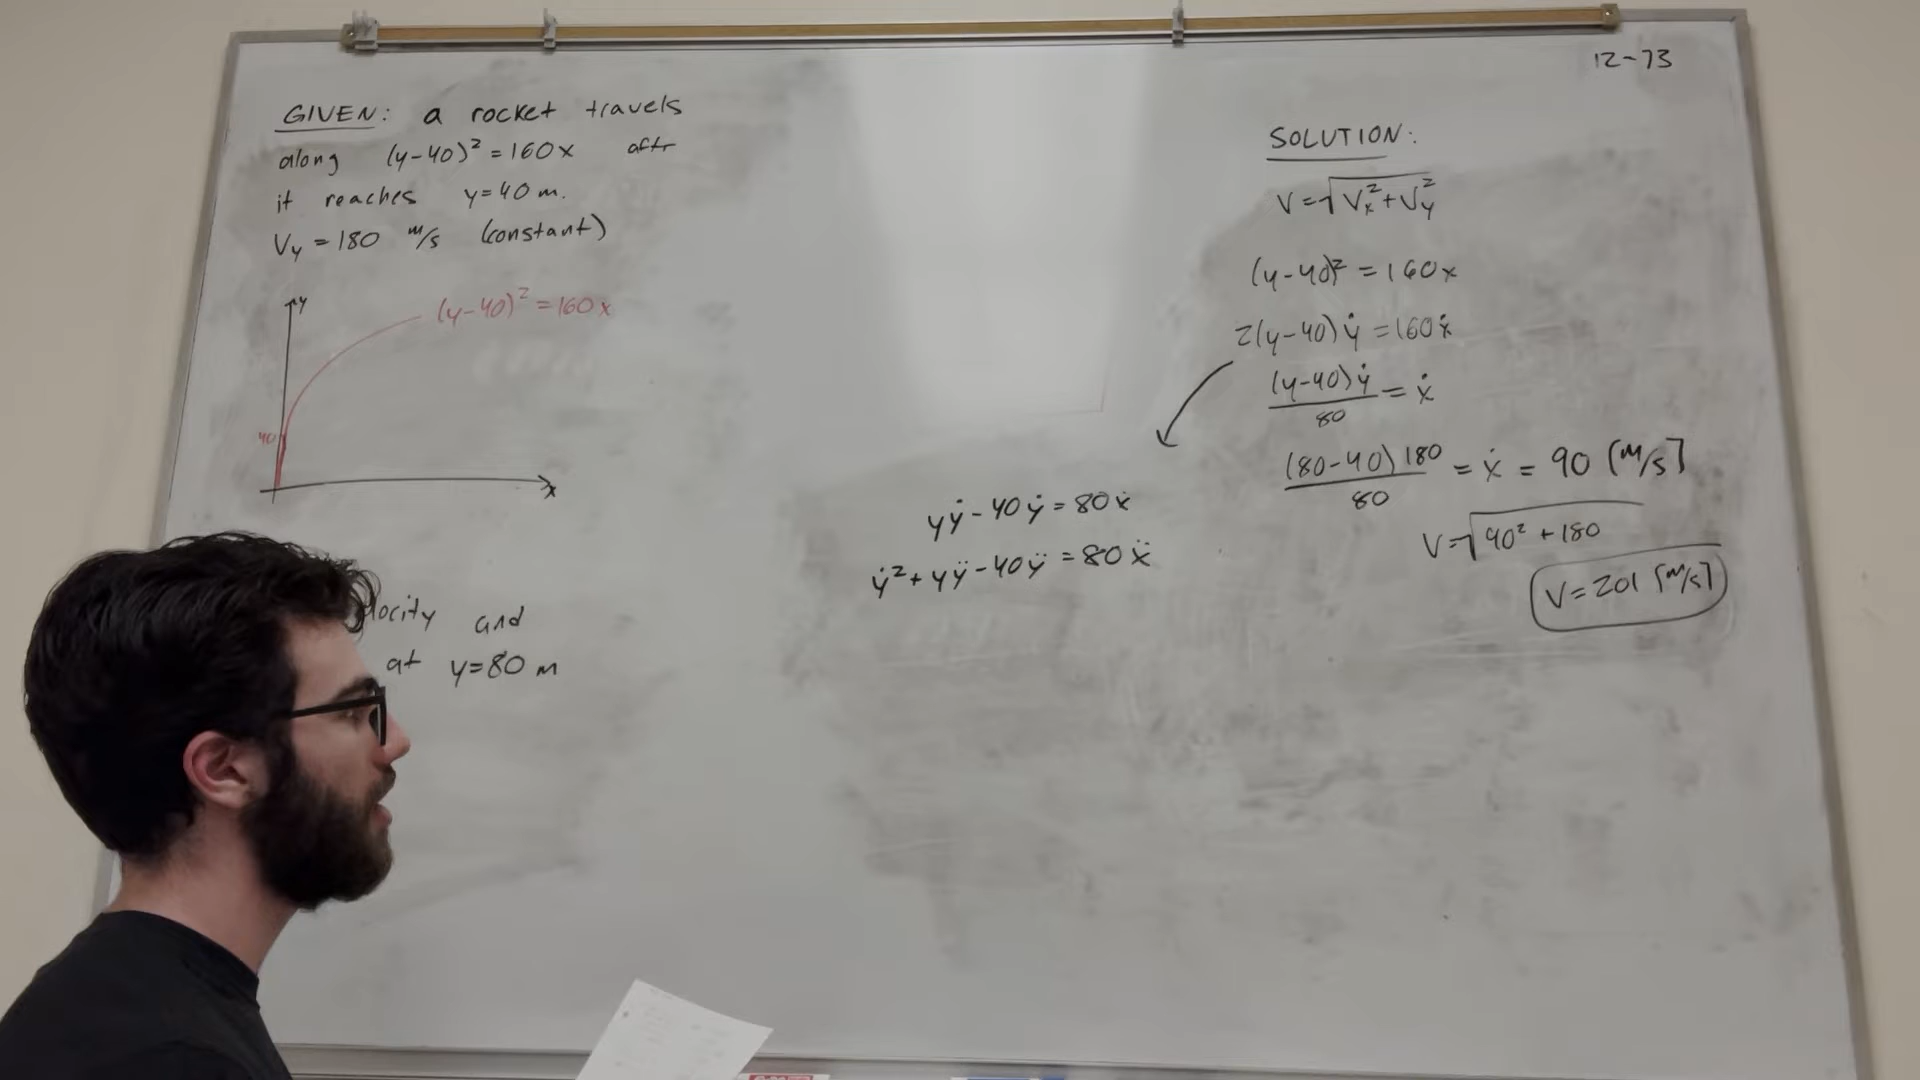 12-73
GIVEN: a rocket travels
along (y-40)² = 160x aftr
it reaches y=40 m.
Vy = 180 m/s (constant)
y
(y-40)² = 160x
40
x
locity and
at y=80 m
yẏ - 40ẏ = 80ẋ
ẏ² + yÿ - 40ÿ = 80ẍ
SOLUTION:
V = √(Vx² + Vy²)
(y-40)² = 160x
2(y-40)ẏ = 160ẋ
(y-40)ẏ / 80 = ẋ
(80-40)180 / 80 = ẋ = 90 [m/s]
V = √(90² + 180)
V = 201 [m/s]